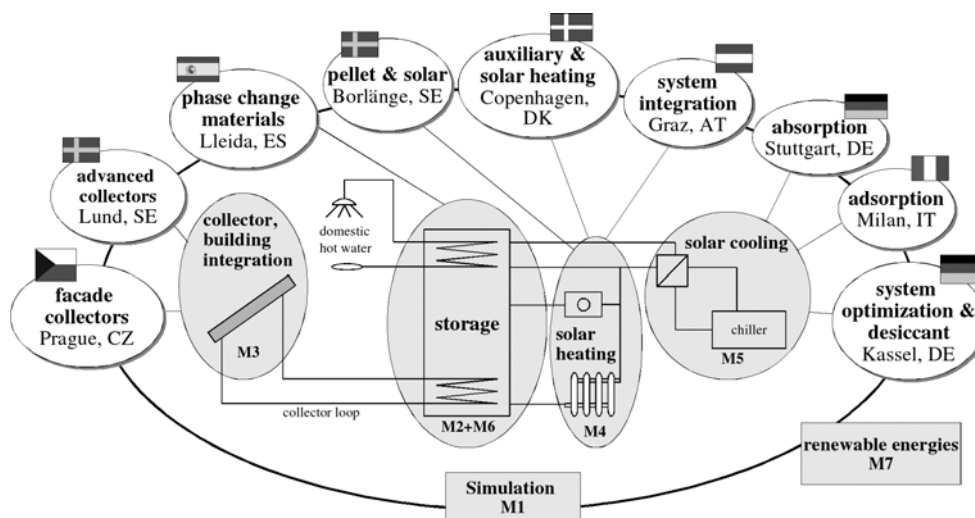 auxiliary &
solar heating
Copenhagen,
DK
pellet & solar
Borlänge, SE
system
integration
Graz, AT
phase change
materials
Lleida, ES
absorption
Stuttgart, DE
advanced
collectors
Lund, SE
adsorption
Milan, IT
collector,
building
integration
M3
domestic
hot water
solar cooling
chiller
M5
facade
collectors
Prague, CZ
system
optimization &
desiccant
Kassel, DE
storage
M2+M6
solar
heating
M4
collector loop
renewable energies
M7
Simulation
M1